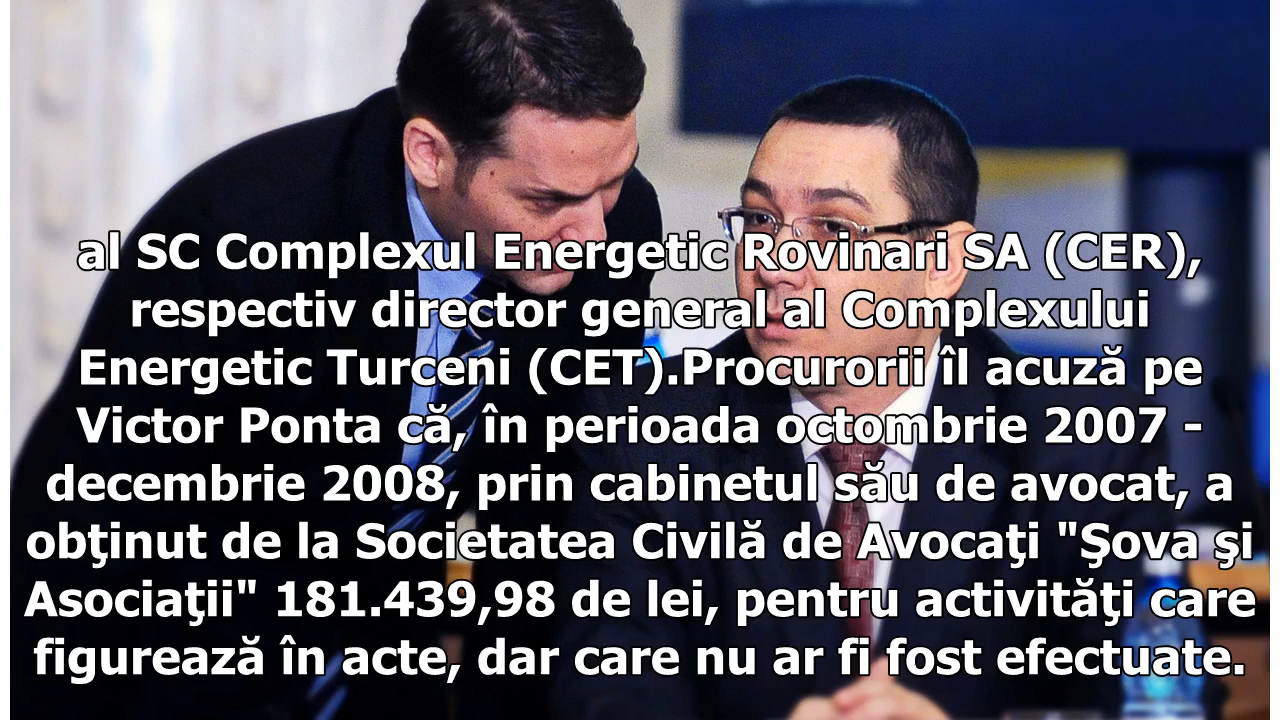 al SC Complexul Energetic Rovinari SA (CER),
respectiv director general al Complexului
Energetic Turceni (CET).Procurorii îl acuză pe
Victor Ponta că, în perioada octombrie 2007 -
decembrie 2008, prin cabinetul său de avocat, a
obţinut de la Societatea Civilă de Avocaţi "Şova şi
Asociaţii" 181.439,98 de lei, pentru activităţi care
figurează în acte, dar care nu ar fi fost efectuate.